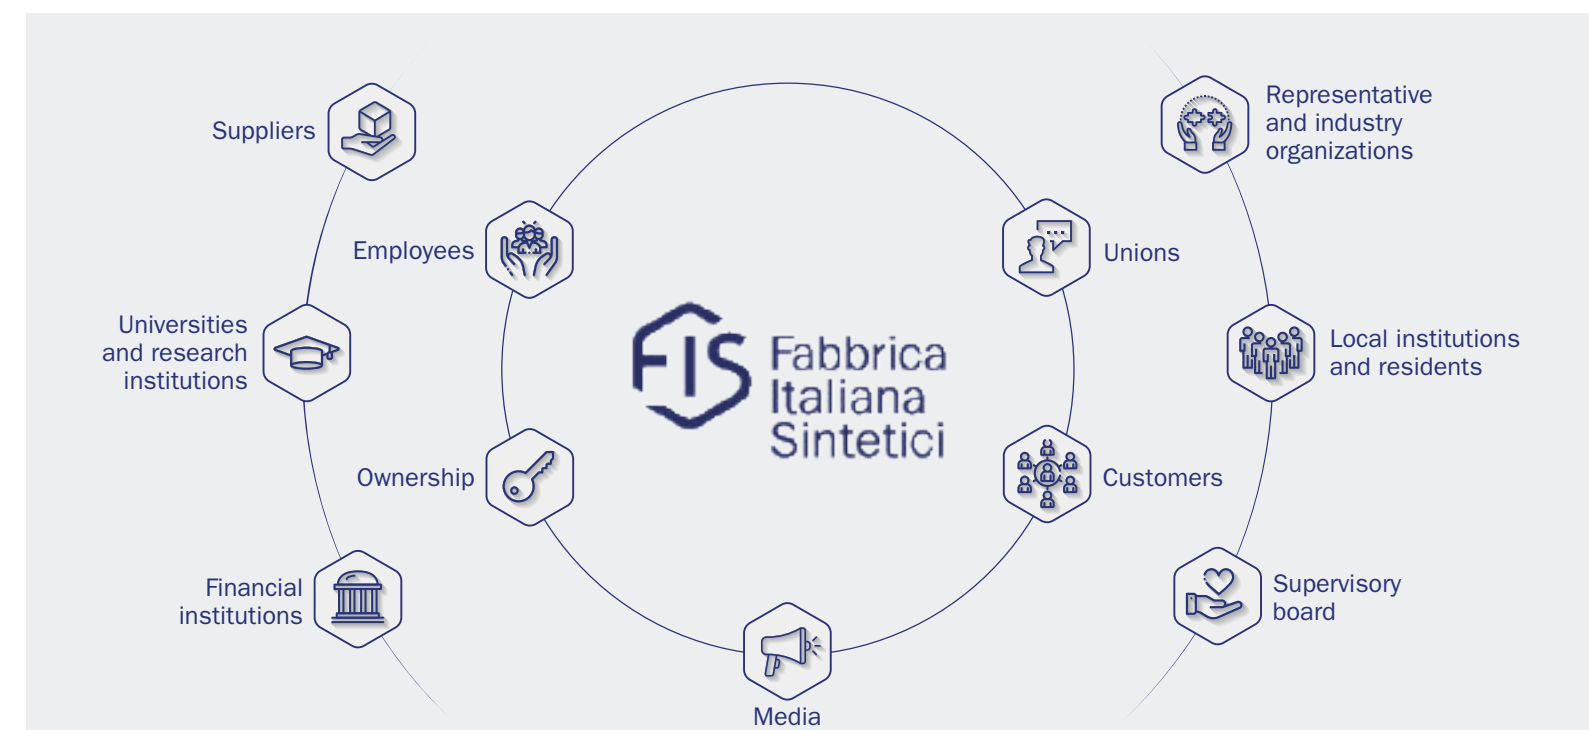 Suppliers
Representative
and industry
organizations
Employees
Unions
Universities
and research
institutions
FIS
Fabbrica
Italiana
Sintetici
Local institutions
and residents
Ownership
Customers
Financial
institutions
Supervisory
board
Media